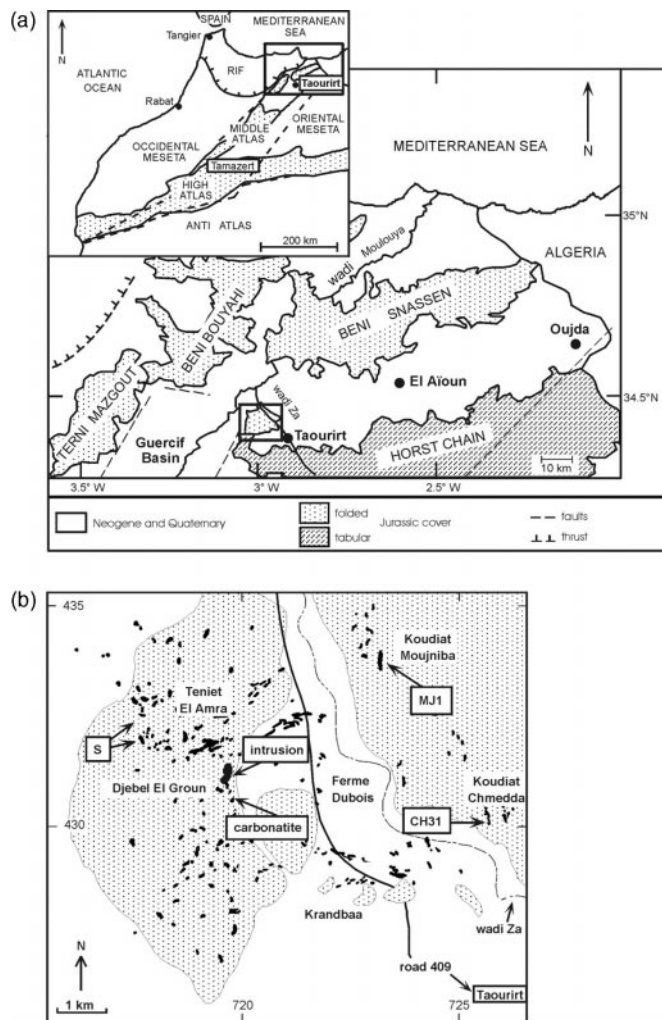 (a)
SPAIN
MEDITERRANEAN
SEA
Tangier
N
ATLANTIC
OCEAN
RIF
Taourirt
Rabat
ORIENTAL
MESETA
MIDDLE
ATLAS
OCCIDENTAL
MESETA
Tamazert
HIGH
ATLAS
ANTI ATLAS
200 km
N
MEDITERRANEAN SEA
35°N
wadi Moulouya
ALGERIA
BENI SNASSEN
BENI BOUYAHI
Oujda
El Aïoun
34.5°N
TERNI MAZGOUT
wadi Za
Guercif
Basin
Taourirt
HORST CHAIN
10 km
3.5°W
3°W
2.5°W
Neogene and Quaternary
folded
Jurassic cover
tabular
faults
thrust
(b)
435
Koudiat
Moujniba
Teniet
El Amra
MJ1
S
intrusion
Djebel El Groun
Ferme
Dubois
Koudiat
Chmedda
430
carbonatite
CH31
Krandbaa
wadi Za
N
road 409
1 km
Taourirt
720
725